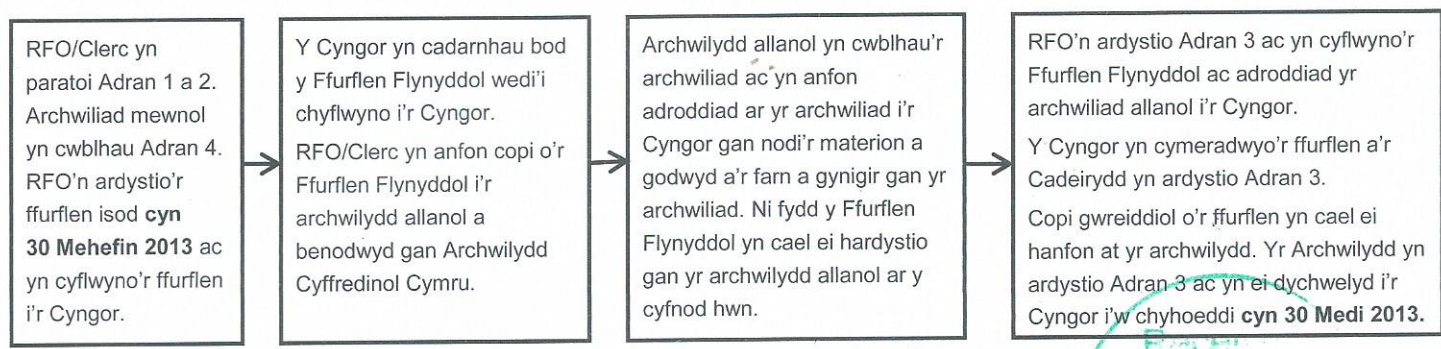 RFO/Clerc yn
paratoi Adran 1 a 2.
Archwiliad mewnol
yn cwblhau Adran 4.
RFO'n ardystio'r
ffurflen isod cyn
30 Mehefin 2013 ac
yn cyflwyno'r ffurflen
i'r Cyngor.
Y Cyngor yn cadarnhau bod
y Ffurflen Flynyddol wedi'i
chyflwyno i'r Cyngor.
RFO/Clerc yn anfon copi o'r
Ffurflen Flynyddol i'r
archwilydd allanol a
benodwyd gan Archwilydd
Cyffredinol Cymru.
Archwilydd allanol yn cwblhau'r
archwiliad ac yn anfon
adroddiad ar yr archwiliad i'r
Cyngor gan nodi'r materion a
godwyd a'r farn a gynigir gan yr
archwiliad. Ni fydd y Ffurflen
Flynyddol yn cael ei hardystio
gan yr archwilydd allanol ar y
cyfnod hwn.
RFO'n ardystio Adran 3 ac yn cyflwyno'r
Ffurflen Flynyddol ac adroddiad yr
archwiliad allanol i'r Cyngor.
Y Cyngor yn cymeradwyo'r ffurflen a'r
Cadeirydd yn ardystio Adran 3.
Copi gwreiddiol o'r ffurflen yn cael ei
hanfon at yr archwilydd. Yr Archwilydd yn
ardystio Adran 3 ac yn ei dychwelyd i'r
Cyngor i'w chyhoeddi cyn 30 Medi 2013.